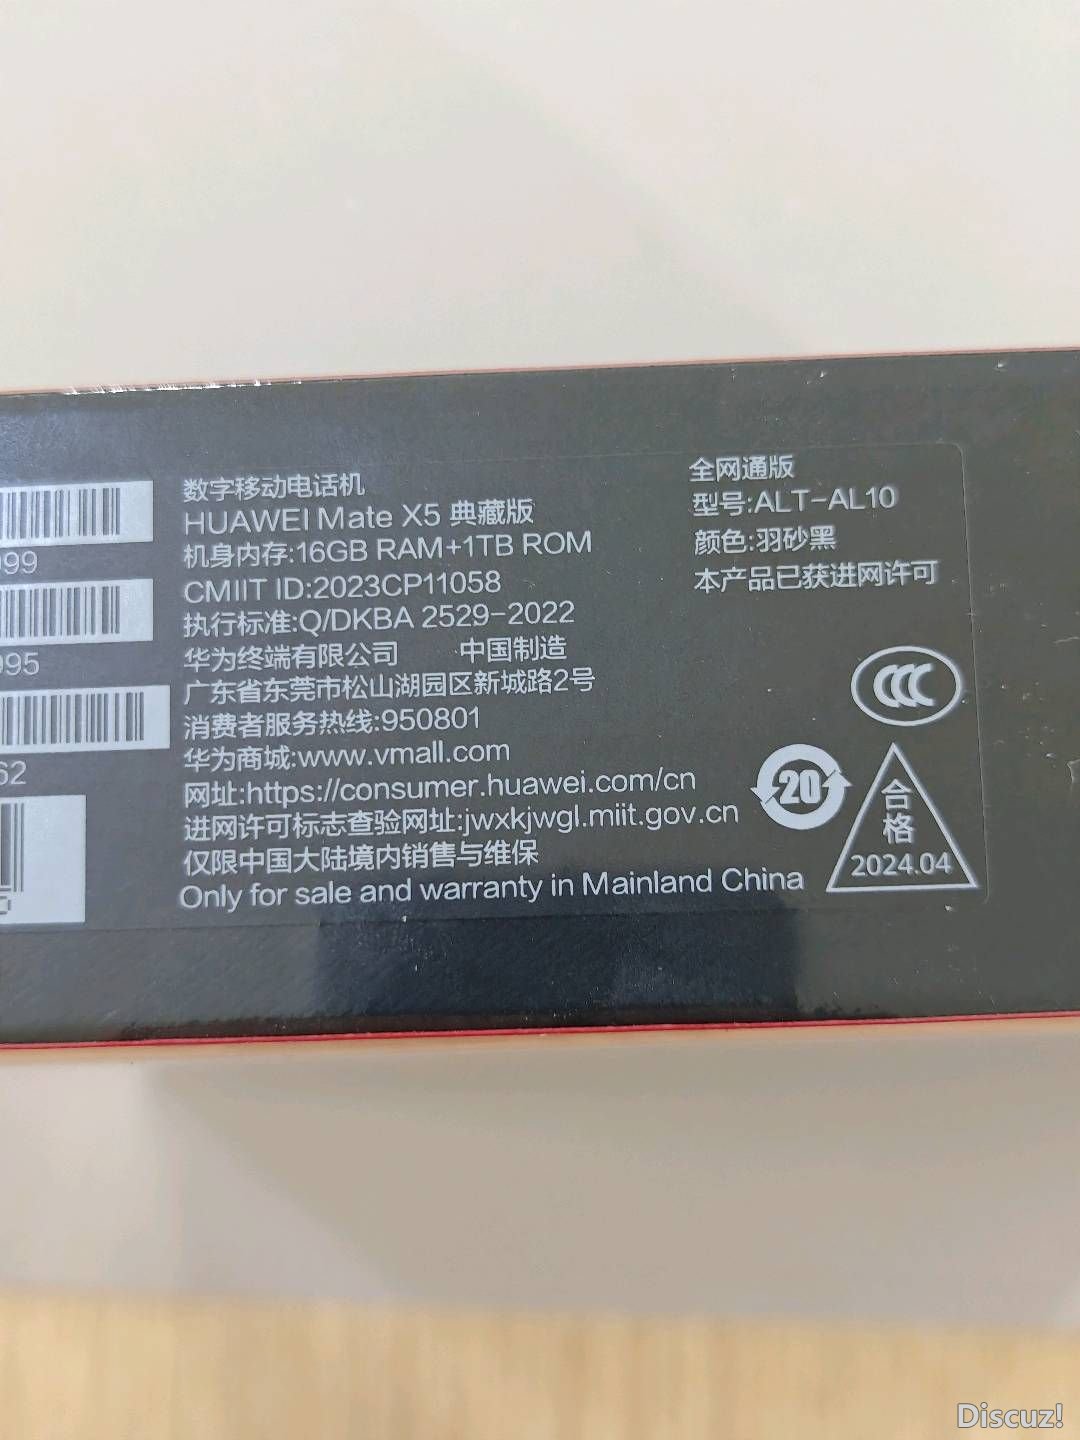 999
995
62
数字移动电话机
HUAWEI Mate X5 典藏版
机身内存:16GB RAM+1TB ROM
CMIIT ID:2023CP11058
执行标准:Q/DKBA 2529-2022
华为终端有限公司 中国制造
广东省东莞市松山湖园区新城路2号
消费者服务热线:950801
华为商城:www.vmall.com
网址:https://consumer.huawei.com/cn
进网许可标志查验网址:jwxkjwgl.miit.gov.cn
仅限中国大陆境内销售与维保
Only for sale and warranty in Mainland China
全网通版
型号:ALT-AL10
颜色:羽砂黑
本产品已获进网许可
CCC
20
合格
2024.04
Discuz!